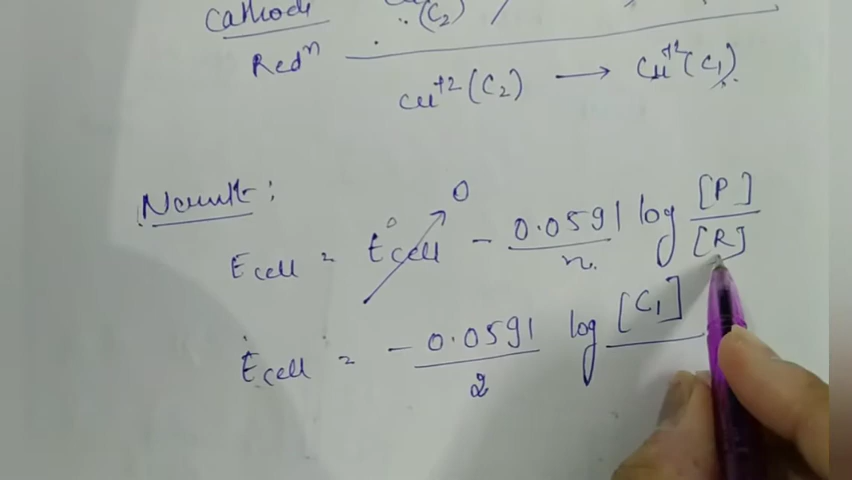 Cathode (C₂) /
Redⁿ
Cu⁺² (C₂) → Cu⁺² (C₁)
Nernst :
Ecell = E°cell 0 - 0.0591/n log [P]/[R]
Ecell = - 0.0591/2 log [C₁]